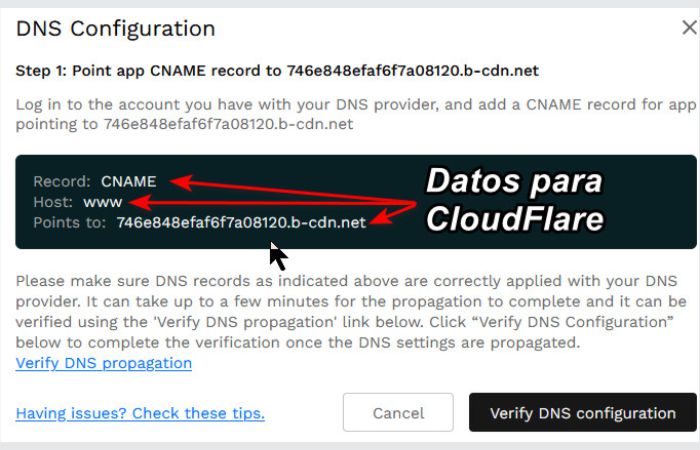 DNS Configuration
Step 1: Point app CNAME record to 746e848efaf6f7a08120.b-cdn.net
Log in to the account you have with your DNS provider, and add a CNAME record for app
pointing to 746e848efaf6f7a08120.b-cdn.net
Record: CNAME
Host: www
Points to: 746e848efaf6f7a08120.b-cdn.net
Datos para
CloudFlare
Please make sure DNS records as indicated above are correctly applied with your DNS
provider. It can take up to a few minutes for the propagation to complete and it can be
verified using the 'Verify DNS propagation' link below. Click “Verify DNS Configuration”
below to complete the verification once the DNS settings are propagated.
Verify DNS propagation
Having issues? Check these tips.
Cancel
Verify DNS configuration